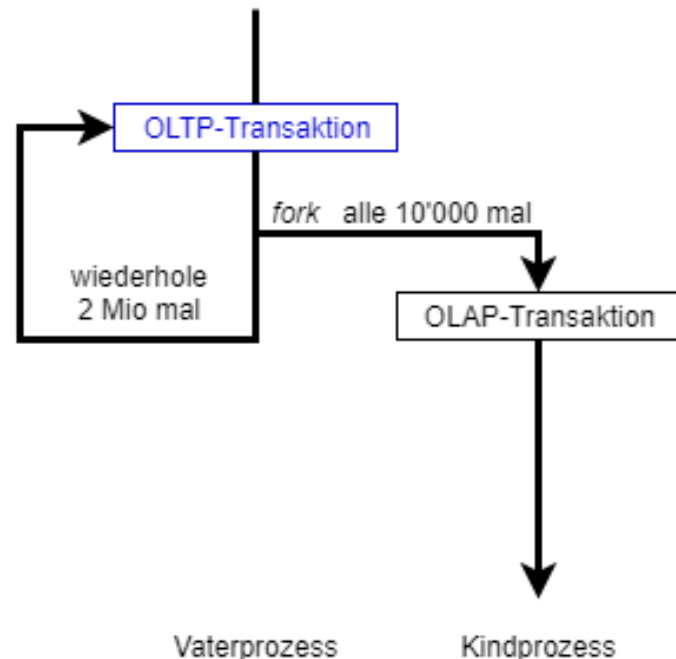 OLTP-Transaktion
fork alle 10'000 mal
wiederhole
2 Mio mal
OLAP-Transaktion
Vaterprozess Kindprozess